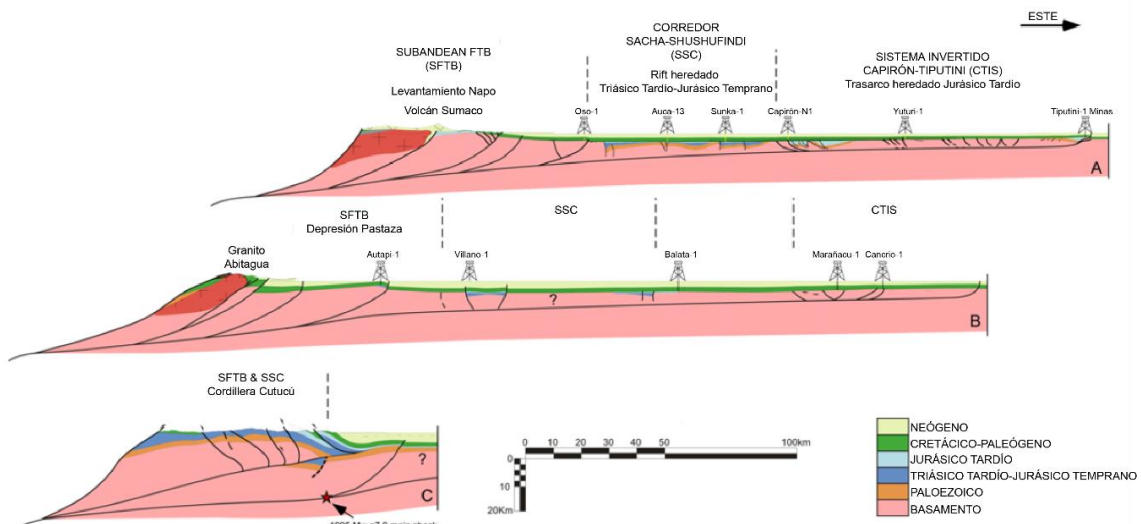 ESTE
SUBANDEAN FTB
(SFTB)
Levantamiento Napo
Volcán Sumaco
CORREDOR
SACHA-SHUSHUFINDI
(SSC)
Rift heredado
Triásico Tardío-Jurásico Temprano
SISTEMA INVERTIDO
CAPIRÓN-TIPUTINI (CTIS)
Trasarco heredado Jurásico Tardío
Oso-1
Auca-13
Sunka-1
Capirón-N1
Yuturi-1
Tiputini-1 Minas
A
SFTB
Depresión Pastaza
SSC
CTIS
Granito
Abitagua
Autapi-1
Villano-1
Balata-1
Marañacu-1
Canorio-1
?
B
SFTB & SSC
Cordillera Cutucú
?
C
0 10 20 30 40 50 100km
0
10
20Km
NEÓGENO
CRETÁCICO-PALEÓGENO
JURÁSICO TARDÍO
TRIÁSICO TARDÍO-JURÁSICO TEMPRANO
PALOEZOICO
BASAMENTO